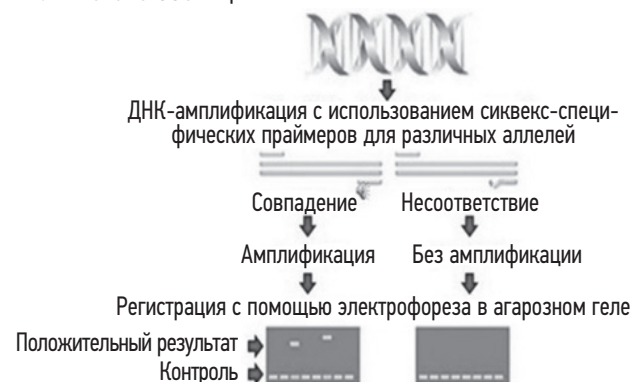 ДНК-амплификация с использованием сиквекс-специ-
фических праймеров для различных аллелей
Совпадение Несоответствие
Амплификация Без амплификации
Регистрация с помощью электрофореза в агарозном геле
Положительный результат
Контроль